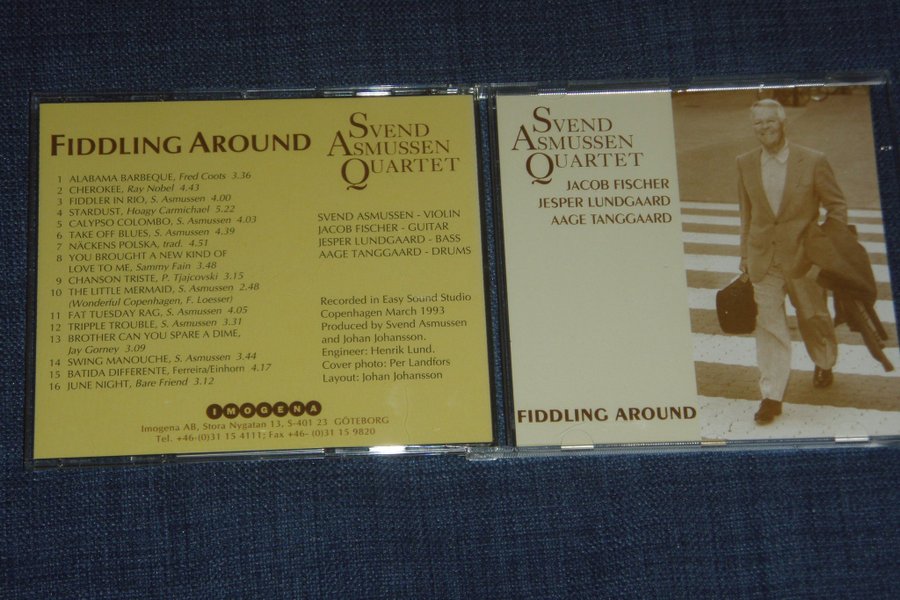 FIDDLING AROUND
SVEND
ASMUSSEN
QUARTET
1 ALABAMA BARBEQUE, Fred Coots 3.36
2 CHEROKEE, Ray Nobel 4.43
3 FIDDLER IN RIO, S. Asmussen 4.00
4 STARDUST, Hoagy Carmichael 5.22
5 CALYPSO COLOMBO, S. Asmussen 4.03
6 TAKE OFF BLUES, S. Asmussen 4.39
7 NÄCKENS POLSKA, trad. 4.51
8 YOU BROUGHT A NEW KIND OF
LOVE TO ME, Sammy Fain 3.48
9 CHANSON TRISTE, P. Tjajcovski 3.15
10 THE LITTLE MERMAID, S. Asmussen 2.48
(Wonderful Copenhagen, F. Loesser)
11 FAT TUESDAY RAG, S. Asmussen 4.05
12 TRIPPLE TROUBLE, S. Asmussen 3.31
13 BROTHER CAN YOU SPARE A DIME,
Jay Gorney 3.09
14 SWING MANOUCHE, S. Asmussen 3.44
15 BATIDA DIFFERENTE, Ferreira/Einhorn 4.17
16 JUNE NIGHT, Bare Friend 3.12
SVEND ASMUSSEN - VIOLIN
JACOB FISCHER - GUITAR
JESPER LUNDGAARD - BASS
AAGE TANGGAARD - DRUMS
Recorded in Easy Sound Studio
Copenhagen March 1993
Produced by Svend Asmussen
and Johan Johansson.
Engineer: Henrik Lund.
Cover photo: Per Landfors
Layout: Johan Johansson
IMOGENA
Imogena AB, Stora Nygatan 13, S-401 23 GÖTEBORG
Tel. +46-(0)31 15 4111; Fax +46- (0)31 15 9820
SVEND
ASMUSSEN
QUARTET
JACOB FISCHER
JESPER LUNDGAARD
AAGE TANGGAARD
FIDDLING AROUND